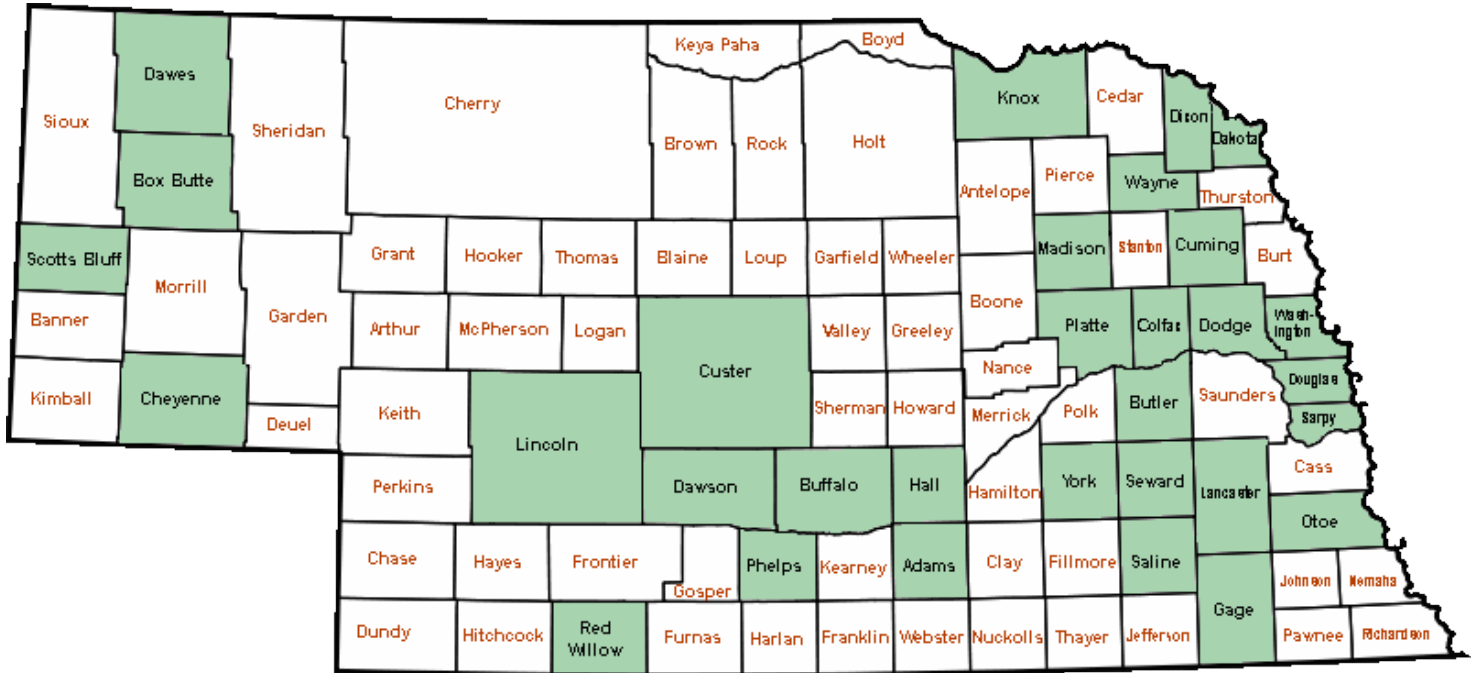 Keya Paha
Boyd
Dawes
Cherry
Knox
Cedar
Sioux
Sheridan
Dixon
Dakota
Brown
Rock
Holt
Box Butte
Antelope
Pierce
Wayne
Thurston
Scotts Bluff
Morrill
Grant
Hooker
Thomas
Blaine
Loup
Garfield
Wheeler
Madison
Stanton
Cuming
Burt
Banner
Garden
Arthur
McPherson
Logan
Valley
Greeley
Boone
Platte
Colfax
Dodge
Wash-
ington
Kimball
Cheyenne
Deuel
Keith
Custer
Nance
Sherman
Howard
Merrick
Polk
Butler
Saunders
Douglas
Sarpy
Lincoln
Perkins
Dawson
Buffalo
Hall
Hamilton
York
Seward
Lancaster
Cass
Otoe
Chase
Hayes
Frontier
Gosper
Phelps
Kearney
Adams
Clay
Fillmore
Saline
Johnson
Nemaha
Gage
Dundy
Hitchcock
Red
Willow
Furnas
Harlan
Franklin
Webster
Nuckolls
Thayer
Jefferson
Pawnee
Richardson